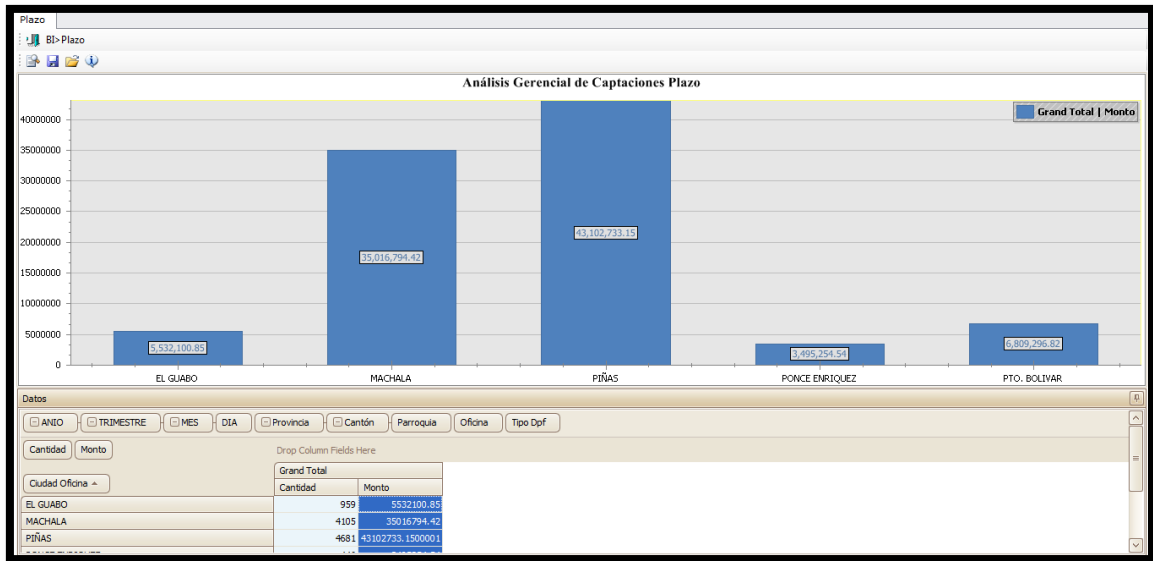 Plazo
BI>Plazo
Análisis Gerencial de Captaciones Plazo
Grand Total | Monto
40000000
35000000
30000000
25000000
20000000
15000000
10000000
5000000
0
5,532,100.85
35,016,794.42
43,102,733.15
3,495,254.54
6,809,296.82
EL GUABO MACHALA PIÑAS PONCE ENRIQUEZ PTO. BOLIVAR
Datos
ANIO TRIMESTRE MES DIA Provincia Cantón Parroquia Oficina Tipo Dpf
Cantidad Monto Drop Column Fields Here
Grand Total
Ciudad Oficina Cantidad Monto
EL GUABO 959 5532100.85
MACHALA 4105 35016794.42
PIÑAS 4681 43102733.1500001